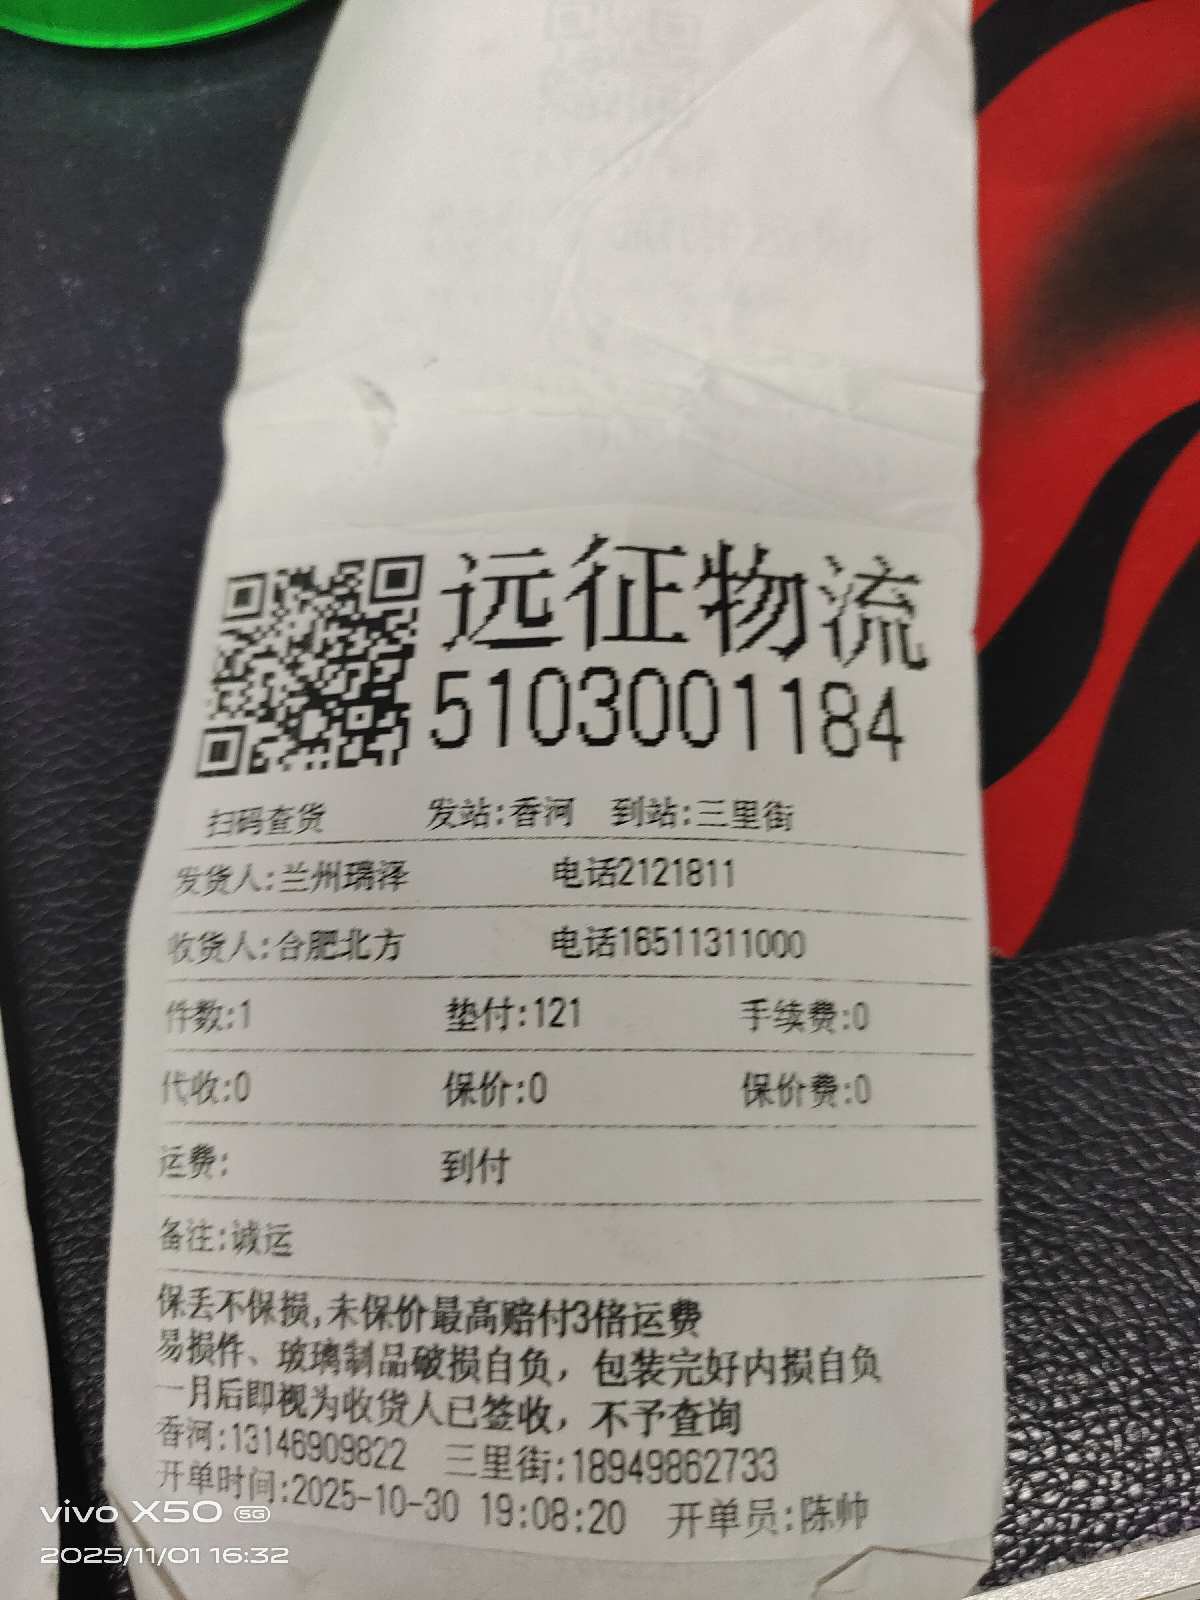 远征物流
5103001184
扫码查货 发站:香河 到站:三里街
发货人:兰州瑞泽 电话2121811
收货人:合肥北方 电话16511311000
件数:1 垫付:121 手续费:0
代收:0 保价:0 保价费:0
运费: 到付
备注:诚运
保丢不保损,未保价最高赔付3倍运费
易损件、玻璃制品破损自负，包装完好内损自负
一月后即视为收货人已签收，不予查询
香河:13146909822 三里街:18949862733
开单时间:2025-10-30 19:08:20 开单员:陈帅
vivo X50 5G
2025/11/01 16:32